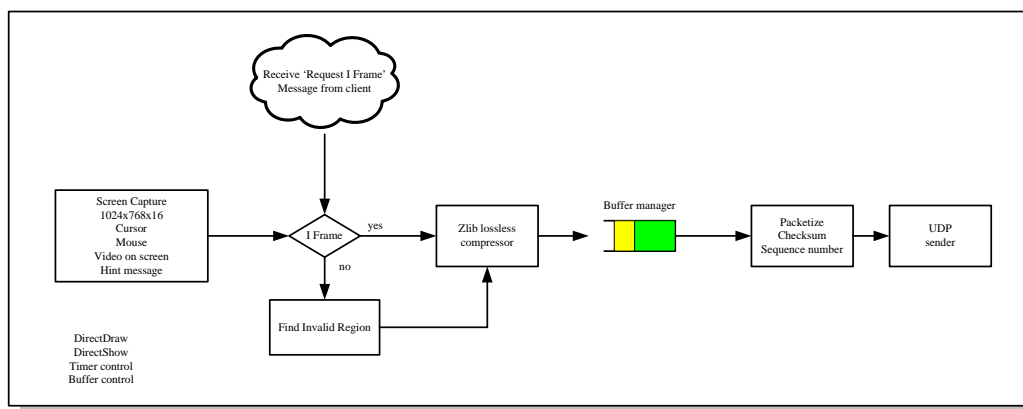 Receive ‘Request I Frame’
Message from client
Screen Capture
1024x768x16
Cursor
Mouse
Video on screen
Hint message
I Frame
yes
no
Find Invalid Region
Zlib lossless
compressor
Buffer manager
Packetize
Checksum
Sequence number
UDP
sender
DirectDraw
DirectShow
Timer control
Buffer control